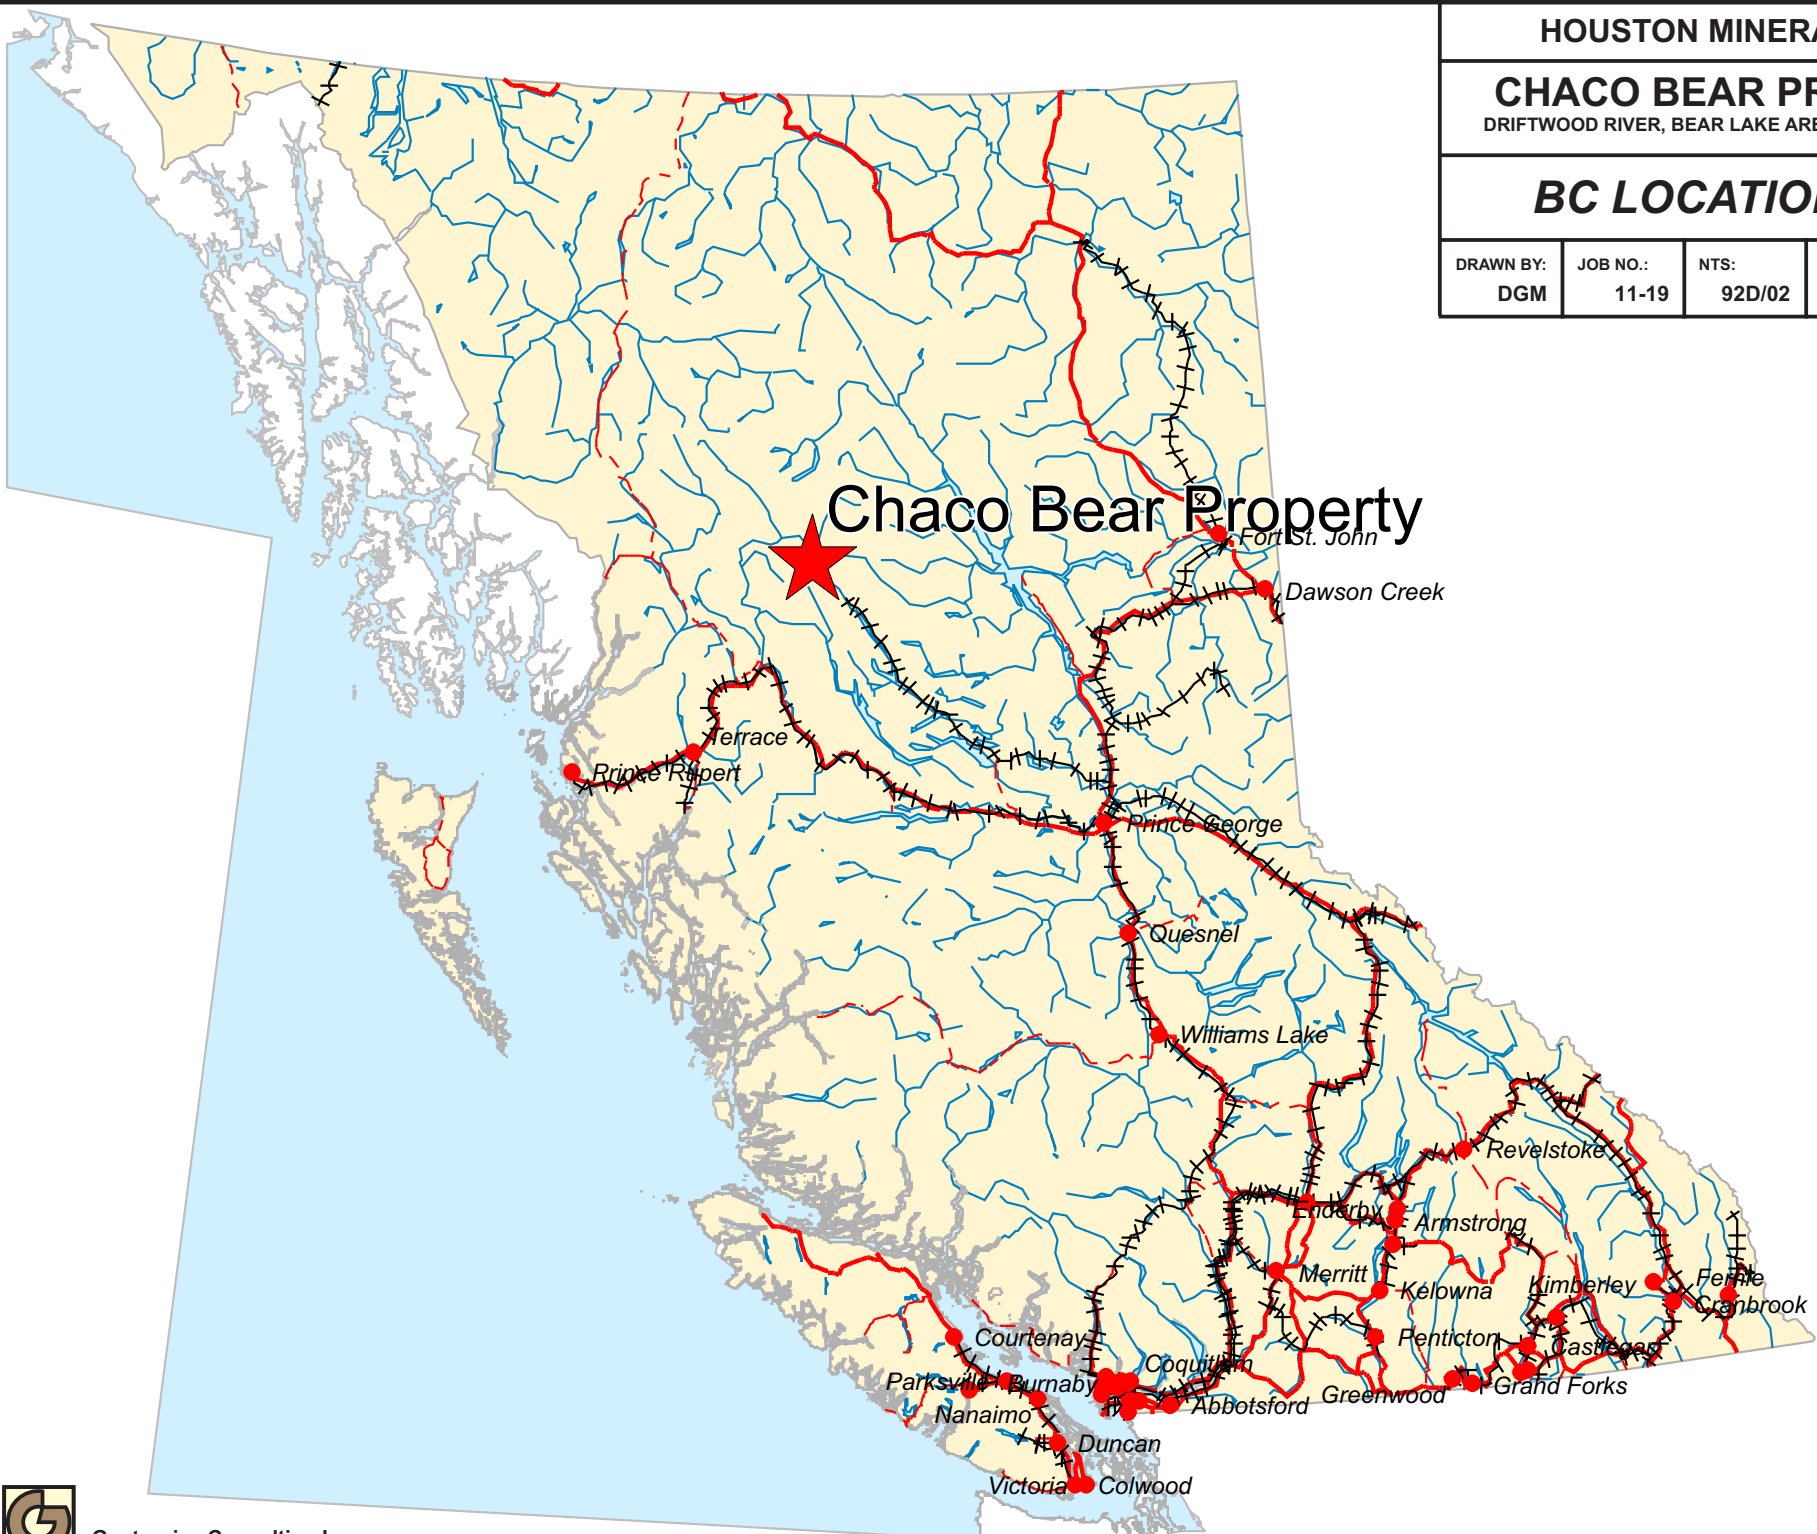 HOUSTON MINERA
CHACO BEAR PR
DRIFTWOOD RIVER, BEAR LAKE ARE
BC LOCATIO
DRAWN BY:
DGM
JOB NO.:
11-19
NTS:
92D/02
Chaco Bear Property
Fort St. John
Dawson Creek
Terrace
Prince Rupert
Prince George
Quesnel
Williams Lake
Revelstoke
Enderby
Armstrong
Merritt
Kelowna
Kimberley
Fernie
Cranbrook
Courtenay
Penticton
Castlegar
Coquitlam
Parksville
Burnaby
Greenwood
Grand Forks
Abbotsford
Nanaimo
Duncan
Victoria
Colwood